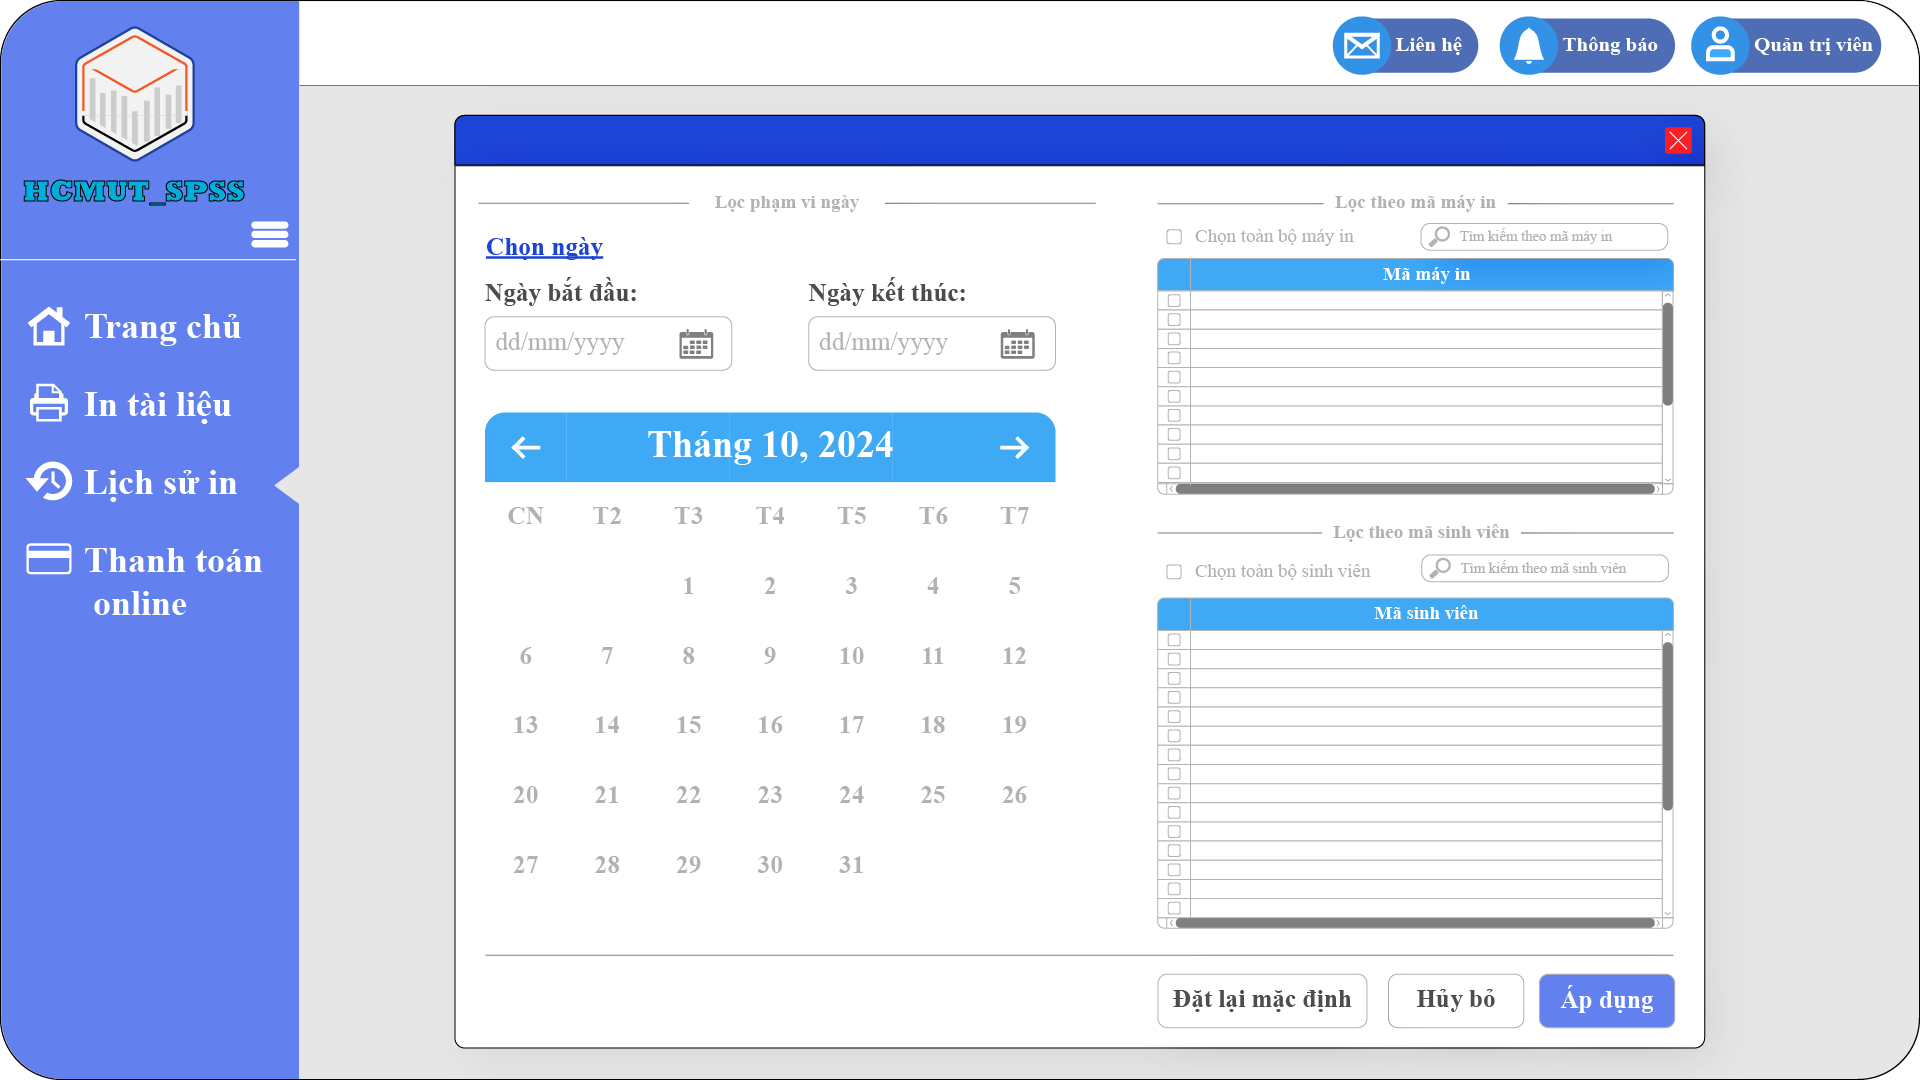 HCMUT_SPSS
Liên hệ
Thông báo
Quản trị viên
Trang chủ
In tài liệu
Lịch sử in
Thanh toán
online
Lọc phạm vi ngày
Chọn ngày
Ngày bắt đầu:
Ngày kết thúc:
dd/mm/yyyy
dd/mm/yyyy
Tháng 10, 2024
CN T2 T3 T4 T5 T6 T7
1 2 3 4 5
6 7 8 9 10 11 12
13 14 15 16 17 18 19
20 21 22 23 24 25 26
27 28 29 30 31
Lọc theo mã máy in
Chọn toàn bộ máy in
Tìm kiếm theo mã máy in
Mã máy in
Lọc theo mã sinh viên
Chọn toàn bộ sinh viên
Tìm kiếm theo mã sinh viên
Mã sinh viên
Đặt lại mặc định
Hủy bỏ
Áp dụng